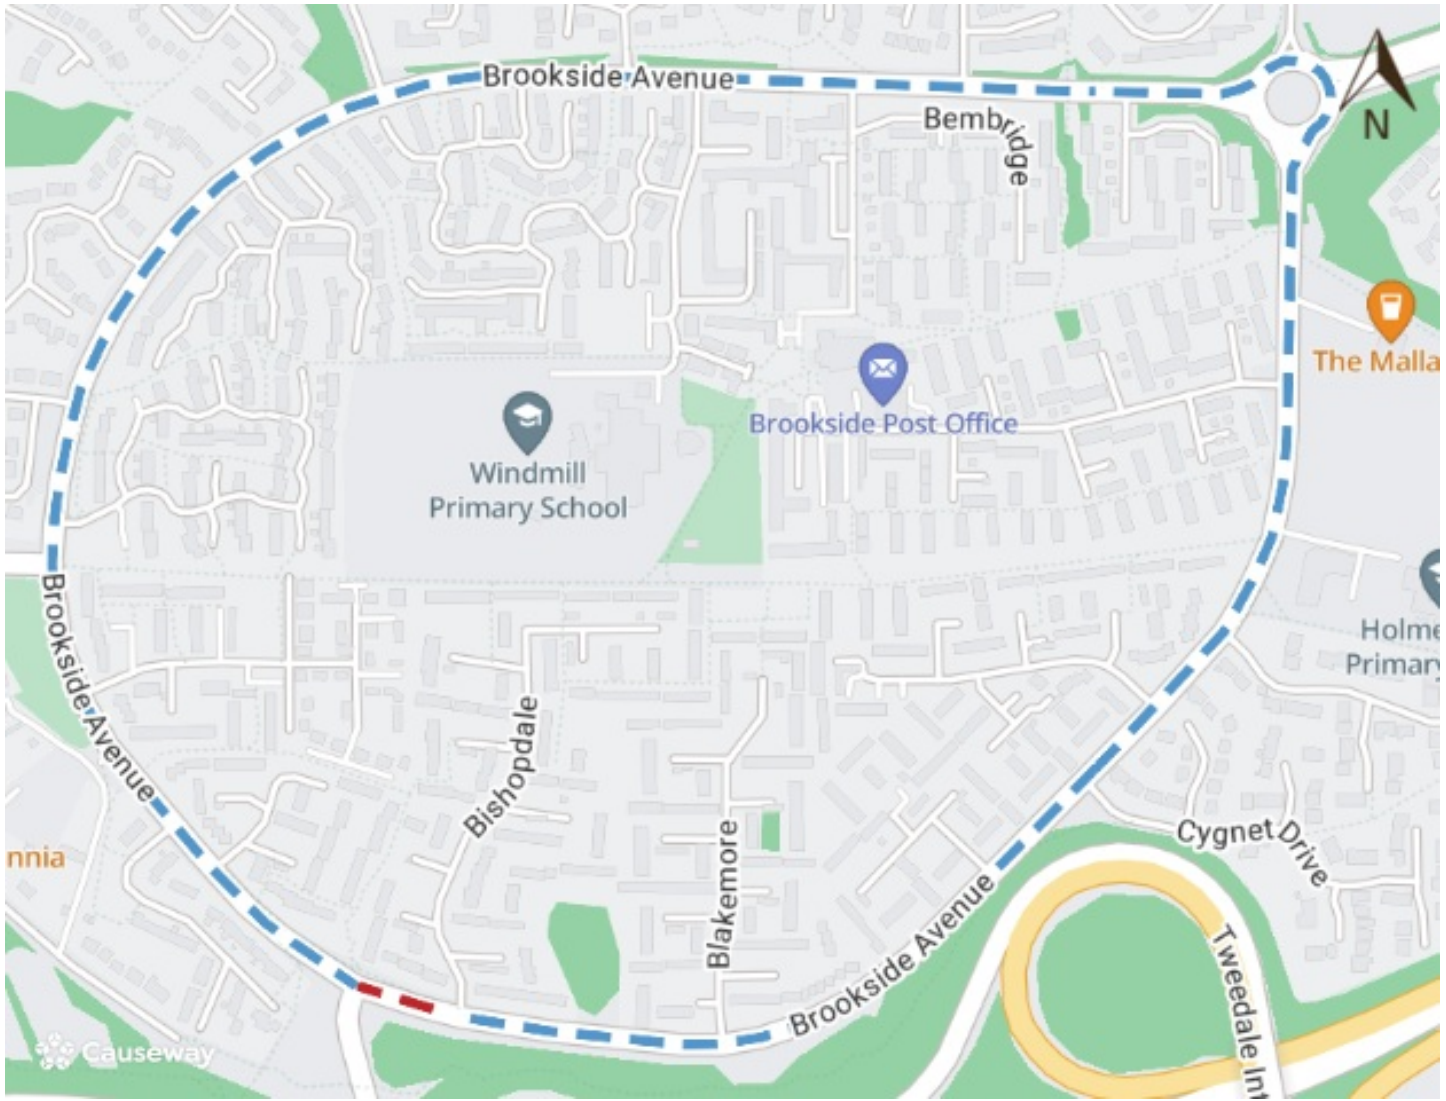 Brookside Avenue
Bembridge
N
The Malla
Brookside Post Office
Windmill
Primary School
Brookside Avenue
Holme
Primary
Bishopdale
Blakemore
Cygnet Drive
nnia
Brookside Avenue
Tweedale Int
Causeway